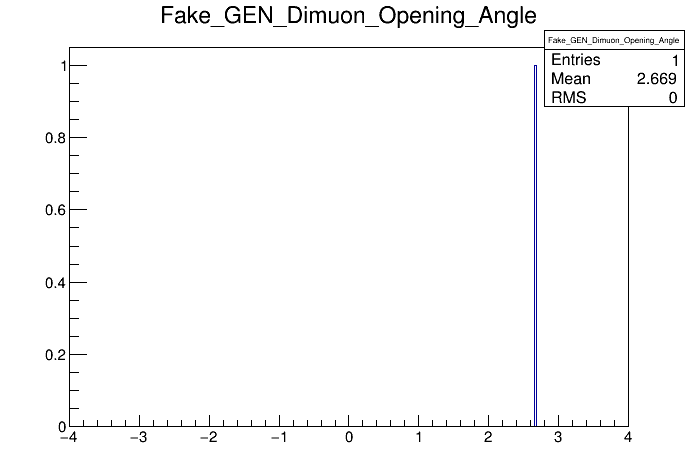 Fake_GEN_Dimuon_Opening_Angle
Fake_GEN_Dimuon_Opening_Angle
Entries 1
Mean 2.669
RMS 0
1
0.8
0.6
0.4
0.2
0
−4 −3 −2 −1 0 1 2 3 4